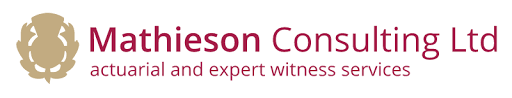 Mathieson Consulting Ltd
actuarial and expert witness services